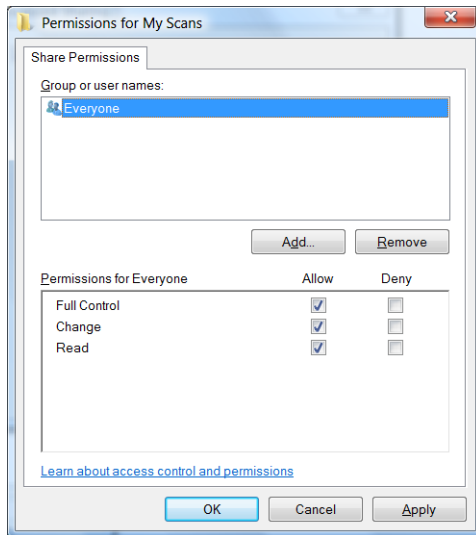 Permissions for My Scans
Share Permissions
Group or user names:
Everyone
Add... Remove
Permissions for Everyone Allow Deny
Full Control
Change
Read
Learn about access control and permissions
OK Cancel Apply